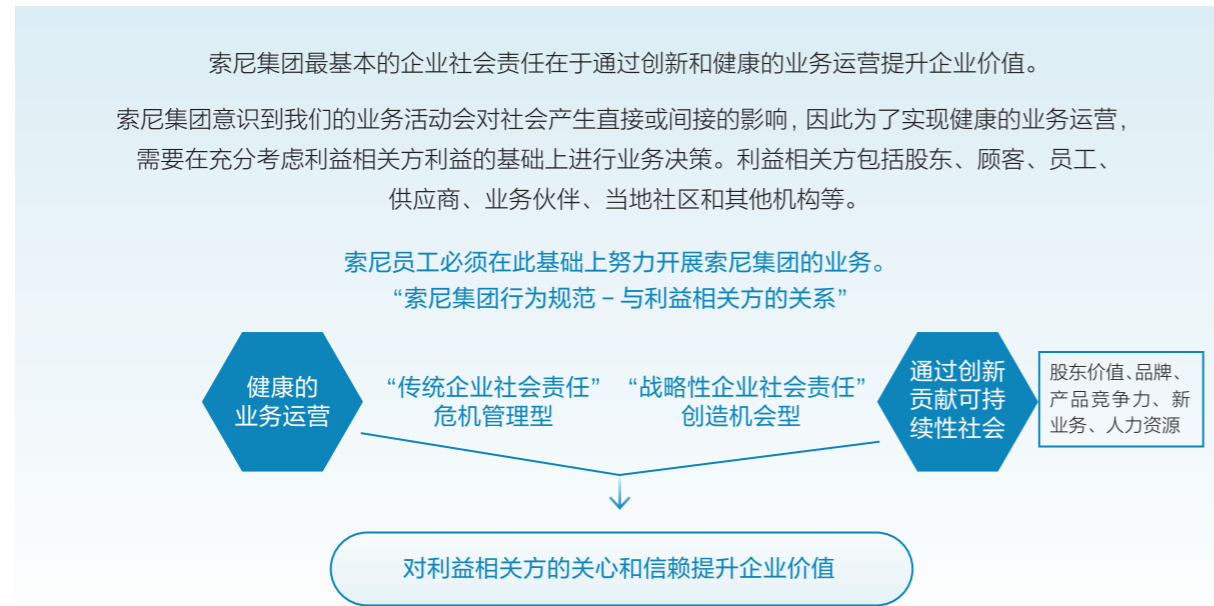 索尼集团最基本的企业社会责任在于通过创新和健康的业务运营提升企业价值。
索尼集团意识到我们的业务活动会对社会产生直接或间接的影响，因此为了实现健康的业务运营，
需要在充分考虑利益相关方利益的基础上进行业务决策。利益相关方包括股东、顾客、员工、
供应商、业务伙伴、当地社区和其他机构等。
索尼员工必须在此基础上努力开展索尼集团的业务。
“索尼集团行为规范 – 与利益相关方的关系”
健康的
业务运营
“传统企业社会责任”
危机管理型
“战略性企业社会责任”
创造机会型
通过创新
贡献可持
续性社会
股东价值、品牌、
产品竞争力、新
业务、人力资源
对利益相关方的关心和信赖提升企业价值